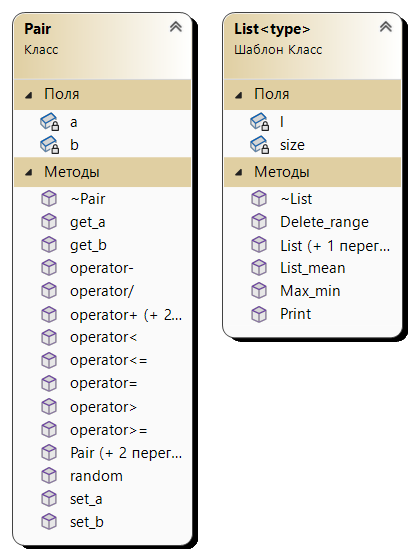 Pair
Класс
Поля
a
b
Методы
~Pair
get_a
get_b
operator-
operator/
operator+ (+ 2...
operator<
operator<=
operator=
operator>
operator>=
Pair (+ 2 перег...
random
set_a
set_b
List<type>
Шаблон Класс
Поля
l
size
Методы
~List
Delete_range
List (+ 1 перег...
List_mean
Max_min
Print